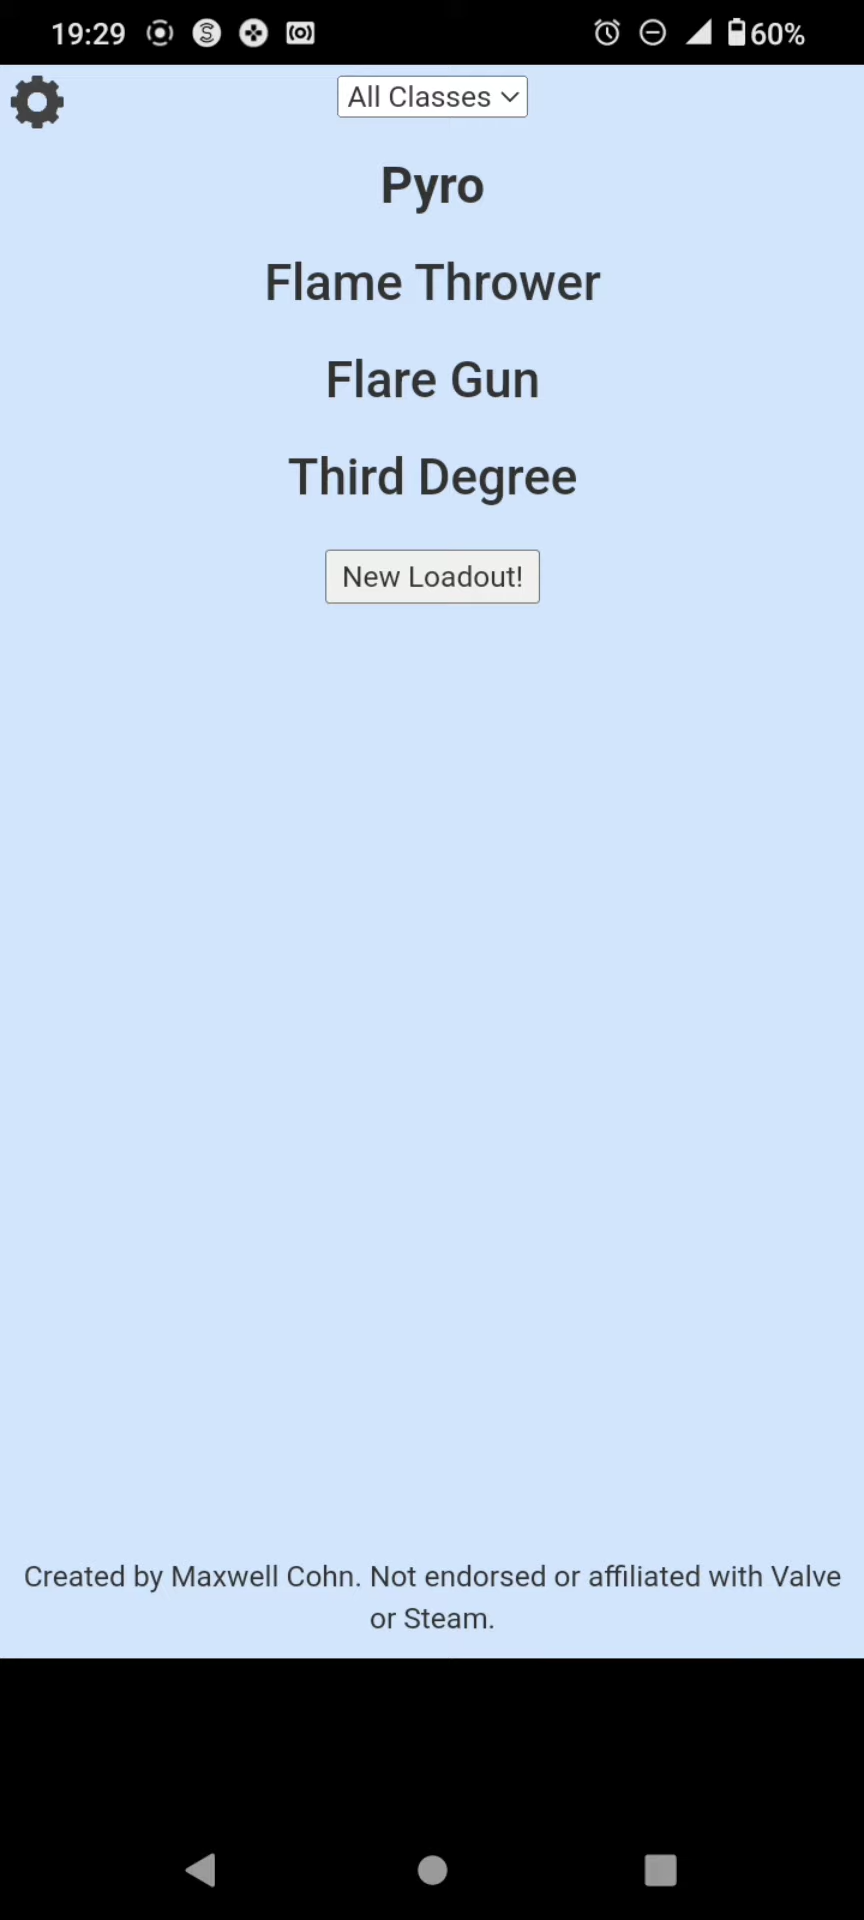 19:29
60%
All Classes
Pyro
Flame Thrower
Flare Gun
Third Degree
New Loadout!
Created by Maxwell Cohn. Not endorsed or affiliated with Valve
or Steam.